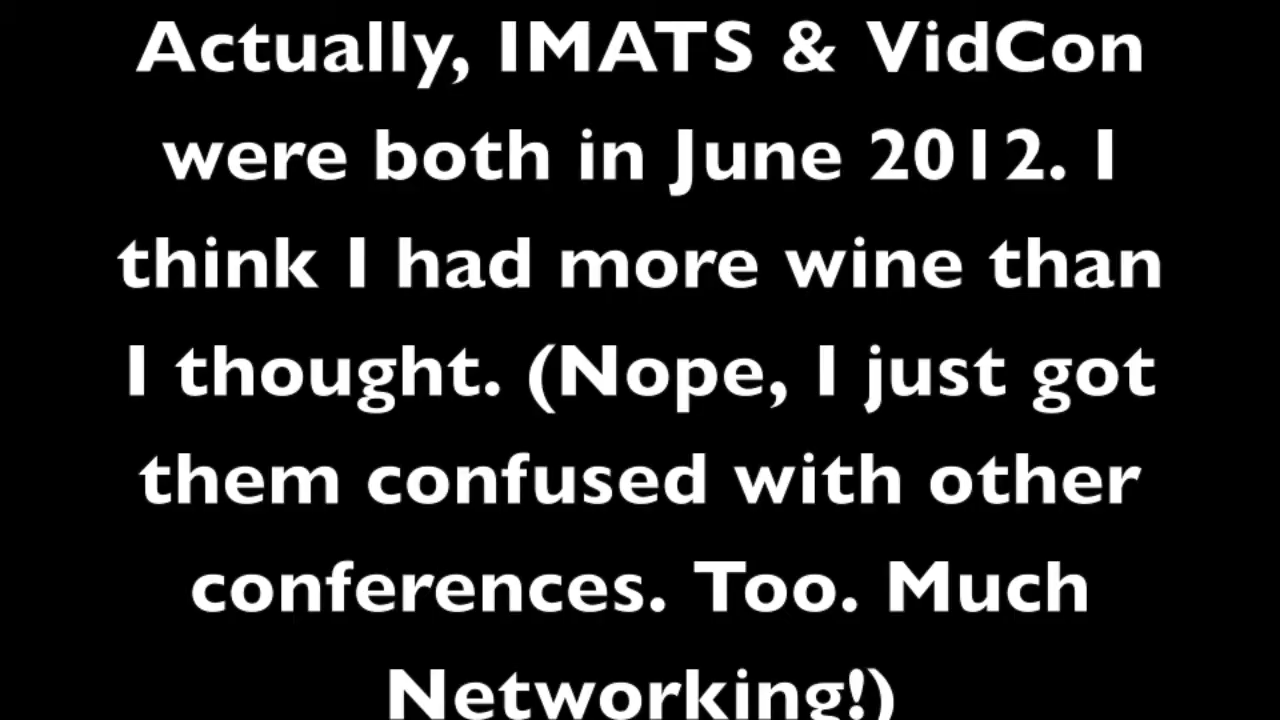 Actually, IMATS & VidCon
were both in June 2012. I
think I had more wine than
I thought. (Nope, I just got
them confused with other
conferences. Too. Much
Networking!)